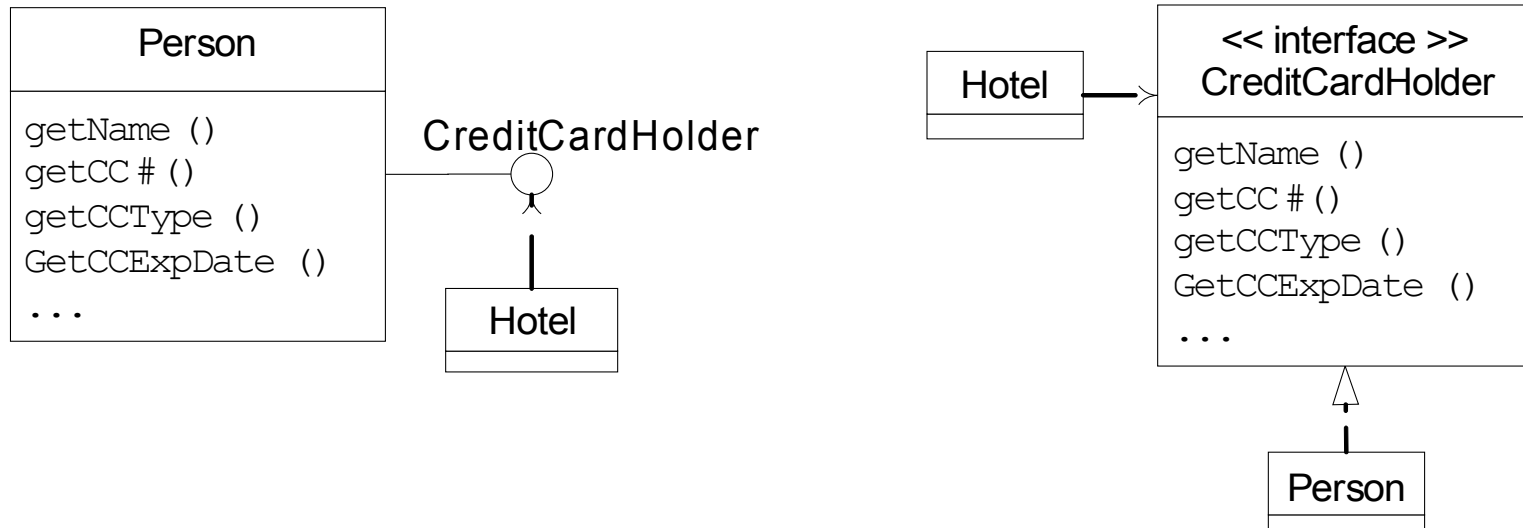 Person
getName ()
getCC # ()
getCCType ()
GetCCExpDate ()
...
CreditCardHolder
Hotel
Hotel
<< interface >>
CreditCardHolder
getName ()
getCC # ()
getCCType ()
GetCCExpDate ()
...
Person